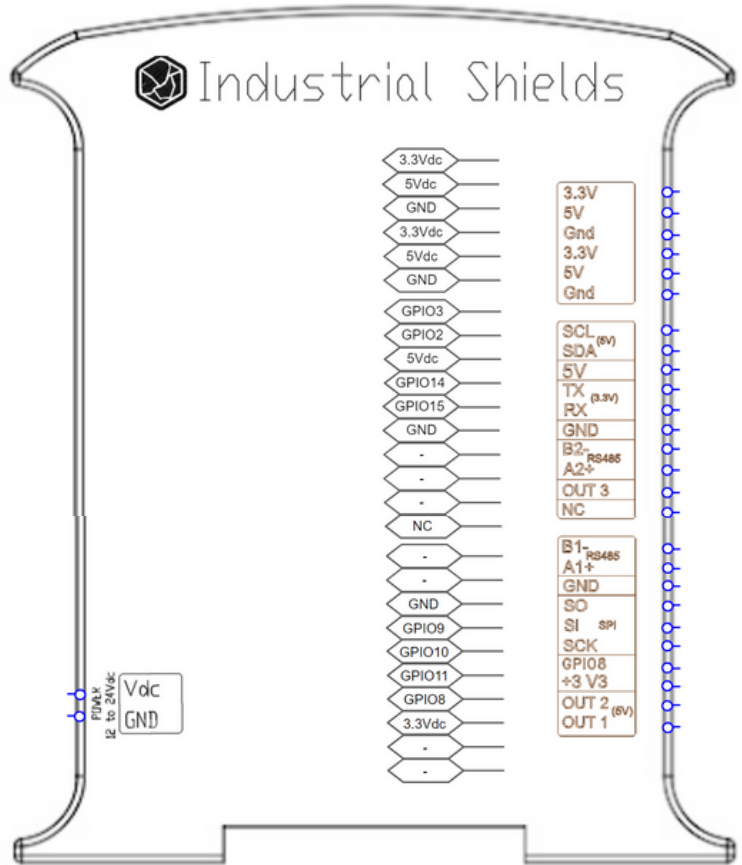 Industrial Shields
3.3Vdc
5Vdc
GND
3.3Vdc
5Vdc
GND
GPIO3
GPIO2
5Vdc
GPIO14
GPIO15
GND
-
-
-
NC
-
-
GND
GPIO9
GPIO10
GPIO11
GPIO8
3.3Vdc
-
-
3.3V
5V
Gnd
3.3V
5V
Gnd
SCL
SDA
(5V)
5V
TX
RX
(3.3V)
GND
B2-
A2+
RS485
OUT 3
NC
B1-
A1+
RS485
GND
SO
SI SPI
SCK
GPIO8
+3 V3
OUT 2
OUT 1
(5V)
POWER
12 to 24Vdc
Vdc
GND